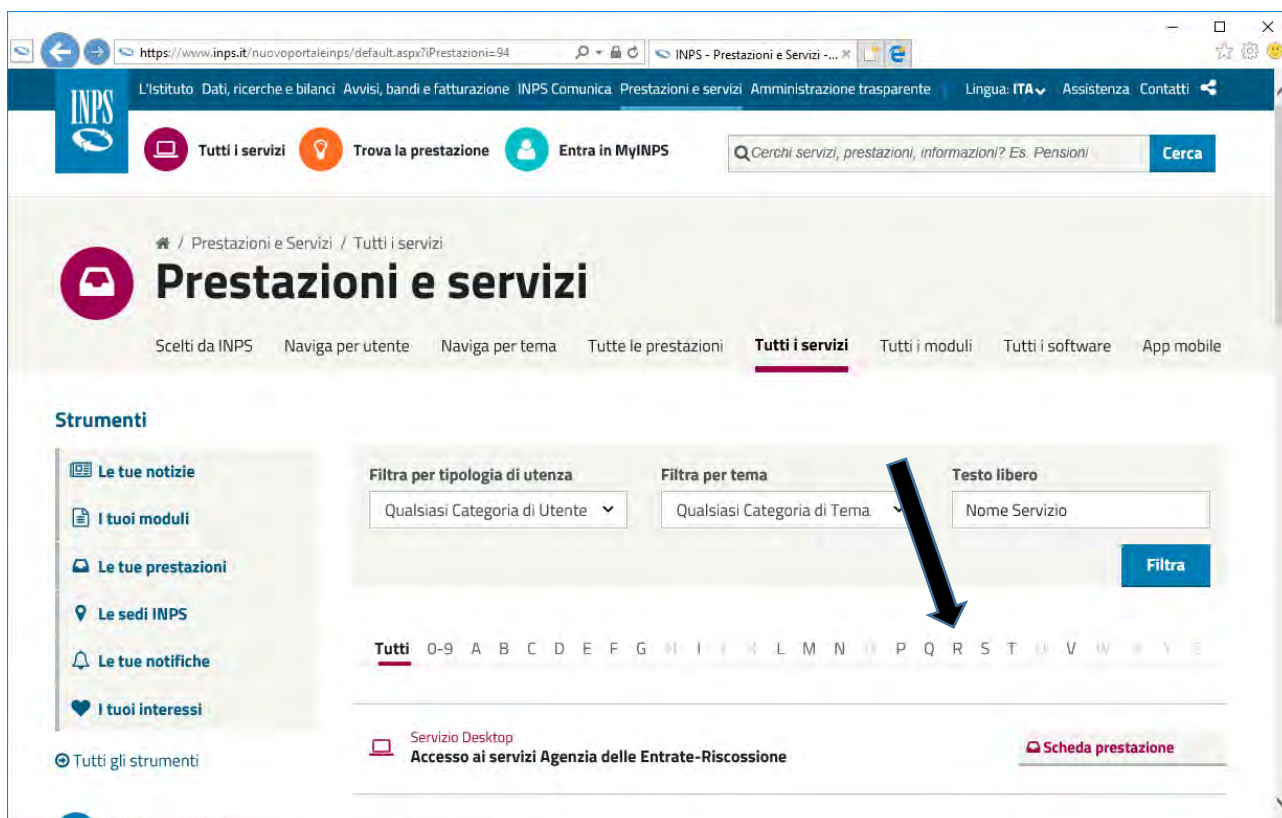 https://www.inps.it/nuovoportaleinps/default.aspx?iPrestazioni=94
INPS - Prestazioni e Servizi -...
INPS
L'Istituto Dati, ricerche e bilanci Avvisi, bandi e fatturazione INPS Comunica Prestazioni e servizi Amministrazione trasparente Lingua: ITA Assistenza Contatti
Tutti i servizi Trova la prestazione Entra in MyINPS Cerchi servizi, prestazioni, informazioni? Es. Pensioni Cerca
/ Prestazioni e Servizi / Tutti i servizi
Prestazioni e servizi
Scelti da INPS Naviga per utente Naviga per tema Tutte le prestazioni Tutti i servizi Tutti i moduli Tutti i software App mobile
Strumenti
Le tue notizie
I tuoi moduli
Le tue prestazioni
Le sedi INPS
Le tue notifiche
I tuoi interessi
Tutti gli strumenti
Filtra per tipologia di utenza Filtra per tema Testo libero
Qualsiasi Categoria di Utente Qualsiasi Categoria di Tema Nome Servizio
Filtra
Tutti 0-9 A B C D E F G I L M N P Q R S T V W
Servizio Desktop
Accesso ai servizi Agenzia delle Entrate-Riscossione
Scheda prestazione